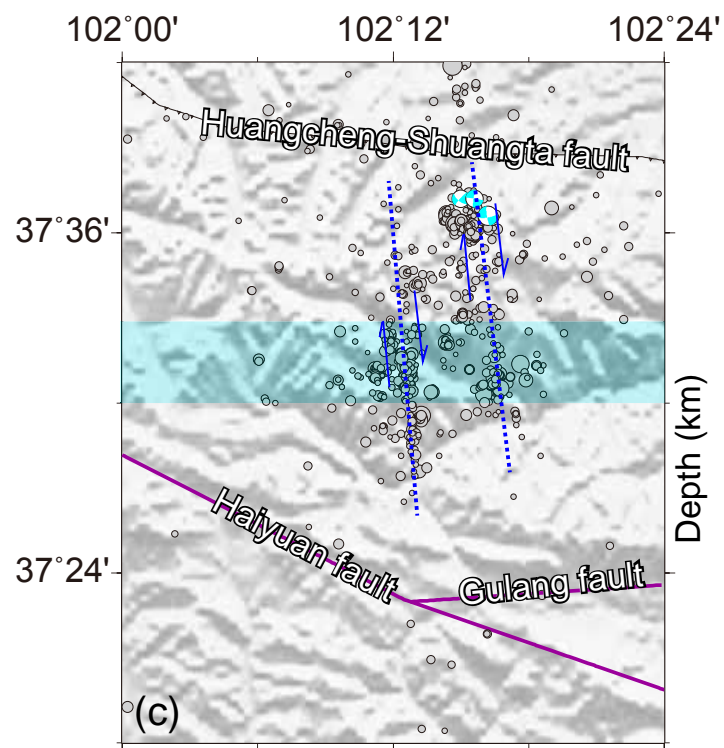 102°00' 102°12' 102°24'
Huangcheng-Shuangta fault
37°36'
Depth (km)
Haiyuan fault
37°24'
Gulang fault
(c)